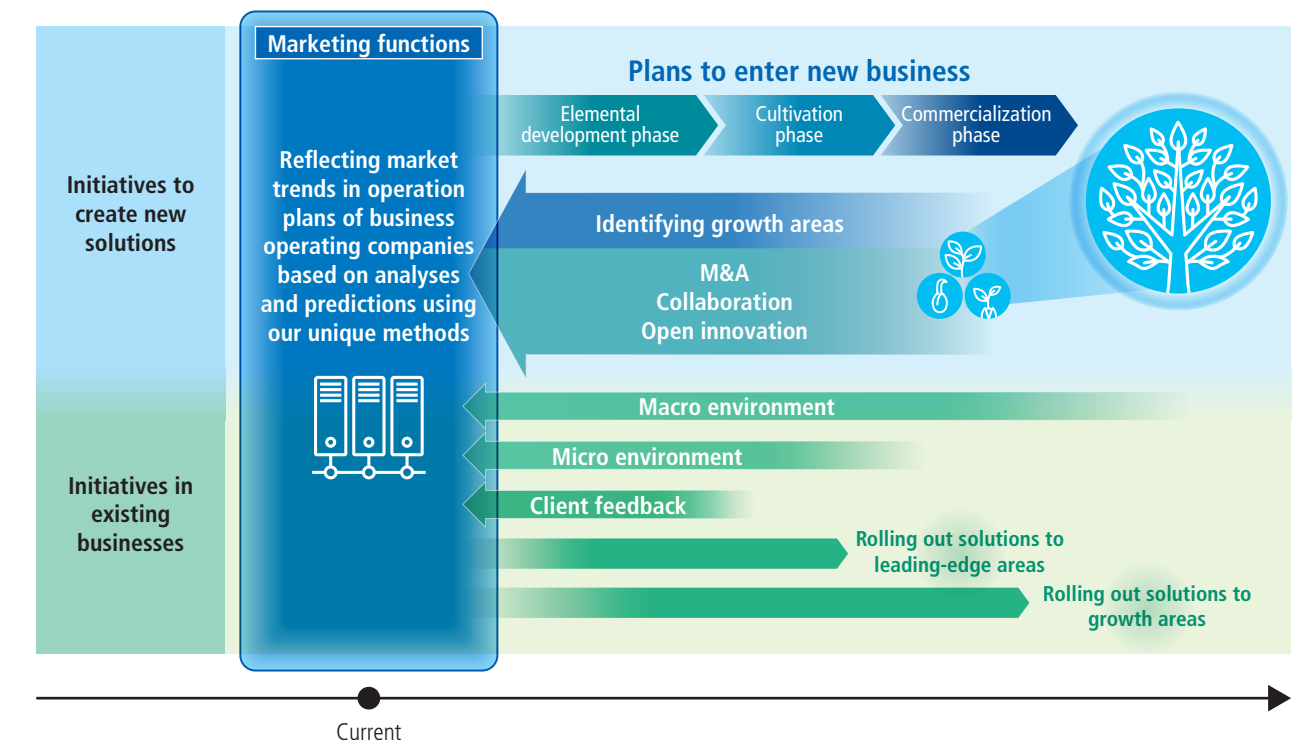 Marketing functions
Reflecting market
trends in operation
plans of business
operating companies
based on analyses
and predictions using
our unique methods
Plans to enter new business
Elemental
development phase
Cultivation
phase
Commercialization
phase
Initiatives to
create new
solutions
Identifying growth areas
M&A
Collaboration
Open innovation
Macro environment
Micro environment
Client feedback
Initiatives in
existing
businesses
Rolling out solutions to
leading-edge areas
Rolling out solutions to
growth areas
Current